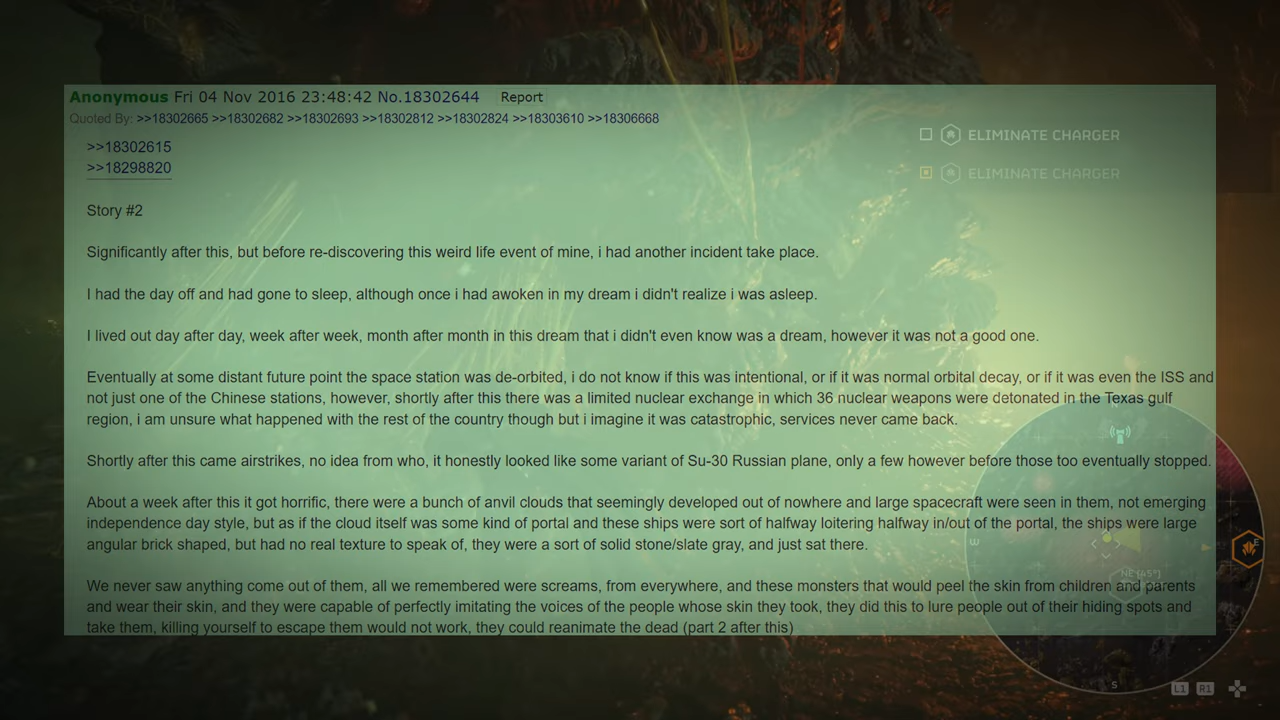 Anonymous Fri 04 Nov 2016 23:48:42 No.18302644 Report
Quoted By: >>18302665 >>18302682 >>18302693 >>18302812 >>18302824 >>18303610 >>18306668
>>18302615
>>18298820
ELIMINATE CHARGER
ELIMINATE CHARGER
Story #2
Significantly after this, but before re-discovering this weird life event of mine, i had another incident take place.
I had the day off and had gone to sleep, although once i had awoken in my dream i didn't realize i was asleep.
I lived out day after day, week after week, month after month in this dream that i didn't even know was a dream, however it was not a good one.
Eventually at some distant future point the space station was de-orbited, i do not know if this was intentional, or if it was normal orbital decay, or if it was even the ISS and
not just one of the Chinese stations, however, shortly after this there was a limited nuclear exchange in which 36 nuclear weapons were detonated in the Texas gulf
region, i am unsure what happened with the rest of the country though but i imagine it was catastrophic, services never came back.
Shortly after this came airstrikes, no idea from who, it honestly looked like some variant of Su-30 Russian plane, only a few however before those too eventually stopped.
About a week after this it got horrific, there were a bunch of anvil clouds that seemingly developed out of nowhere and large spacecraft were seen in them, not emerging
independence day style, but as if the cloud itself was some kind of portal and these ships were sort of halfway loitering halfway in/out of the portal, the ships were large
angular brick shaped, but had no real texture to speak of, they were a sort of solid stone/slate gray, and just sat there.
We never saw anything come out of them, all we remembered were screams, from everywhere, and these monsters that would peel the skin from children and parents
and wear their skin, and they were capable of perfectly imitating the voices of the people whose skin they took, they did this to lure people out of their hiding spots and
take them, killing yourself to escape them would not work, they could reanimate the dead (part 2 after this)
W
E
NE (45°)
S
L1 R1